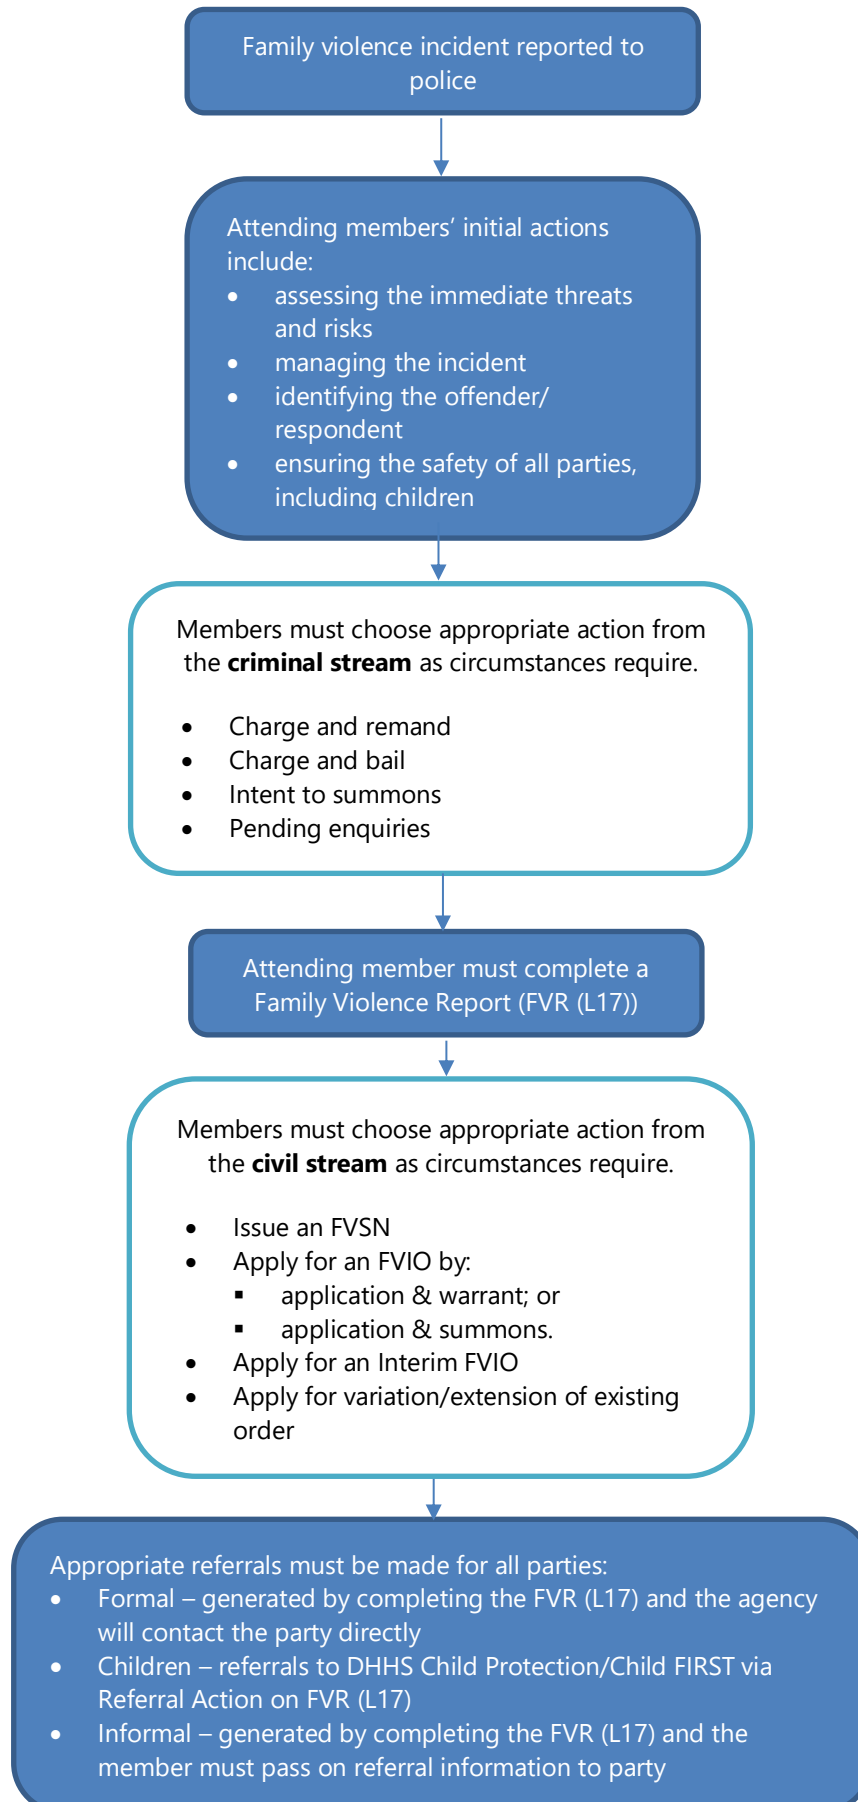 Family violence incident reported to
police
Attending members’ initial actions
include:
• assessing the immediate threats
and risks
• managing the incident
• identifying the offender/
respondent
• ensuring the safety of all parties,
including children
Members must choose appropriate action from
the criminal stream as circumstances require.
• Charge and remand
• Charge and bail
• Intent to summons
• Pending enquiries
Attending member must complete a
Family Violence Report (FVR (L17))
Members must choose appropriate action from
the civil stream as circumstances require.
• Issue an FVSN
• Apply for an FVIO by:
▪ application & warrant; or
▪ application & summons.
• Apply for an Interim FVIO
• Apply for variation/extension of existing
order
Appropriate referrals must be made for all parties:
• Formal – generated by completing the FVR (L17) and the agency
will contact the party directly
• Children – referrals to DHHS Child Protection/Child FIRST via
Referral Action on FVR (L17)
• Informal – generated by completing the FVR (L17) and the
member must pass on referral information to party